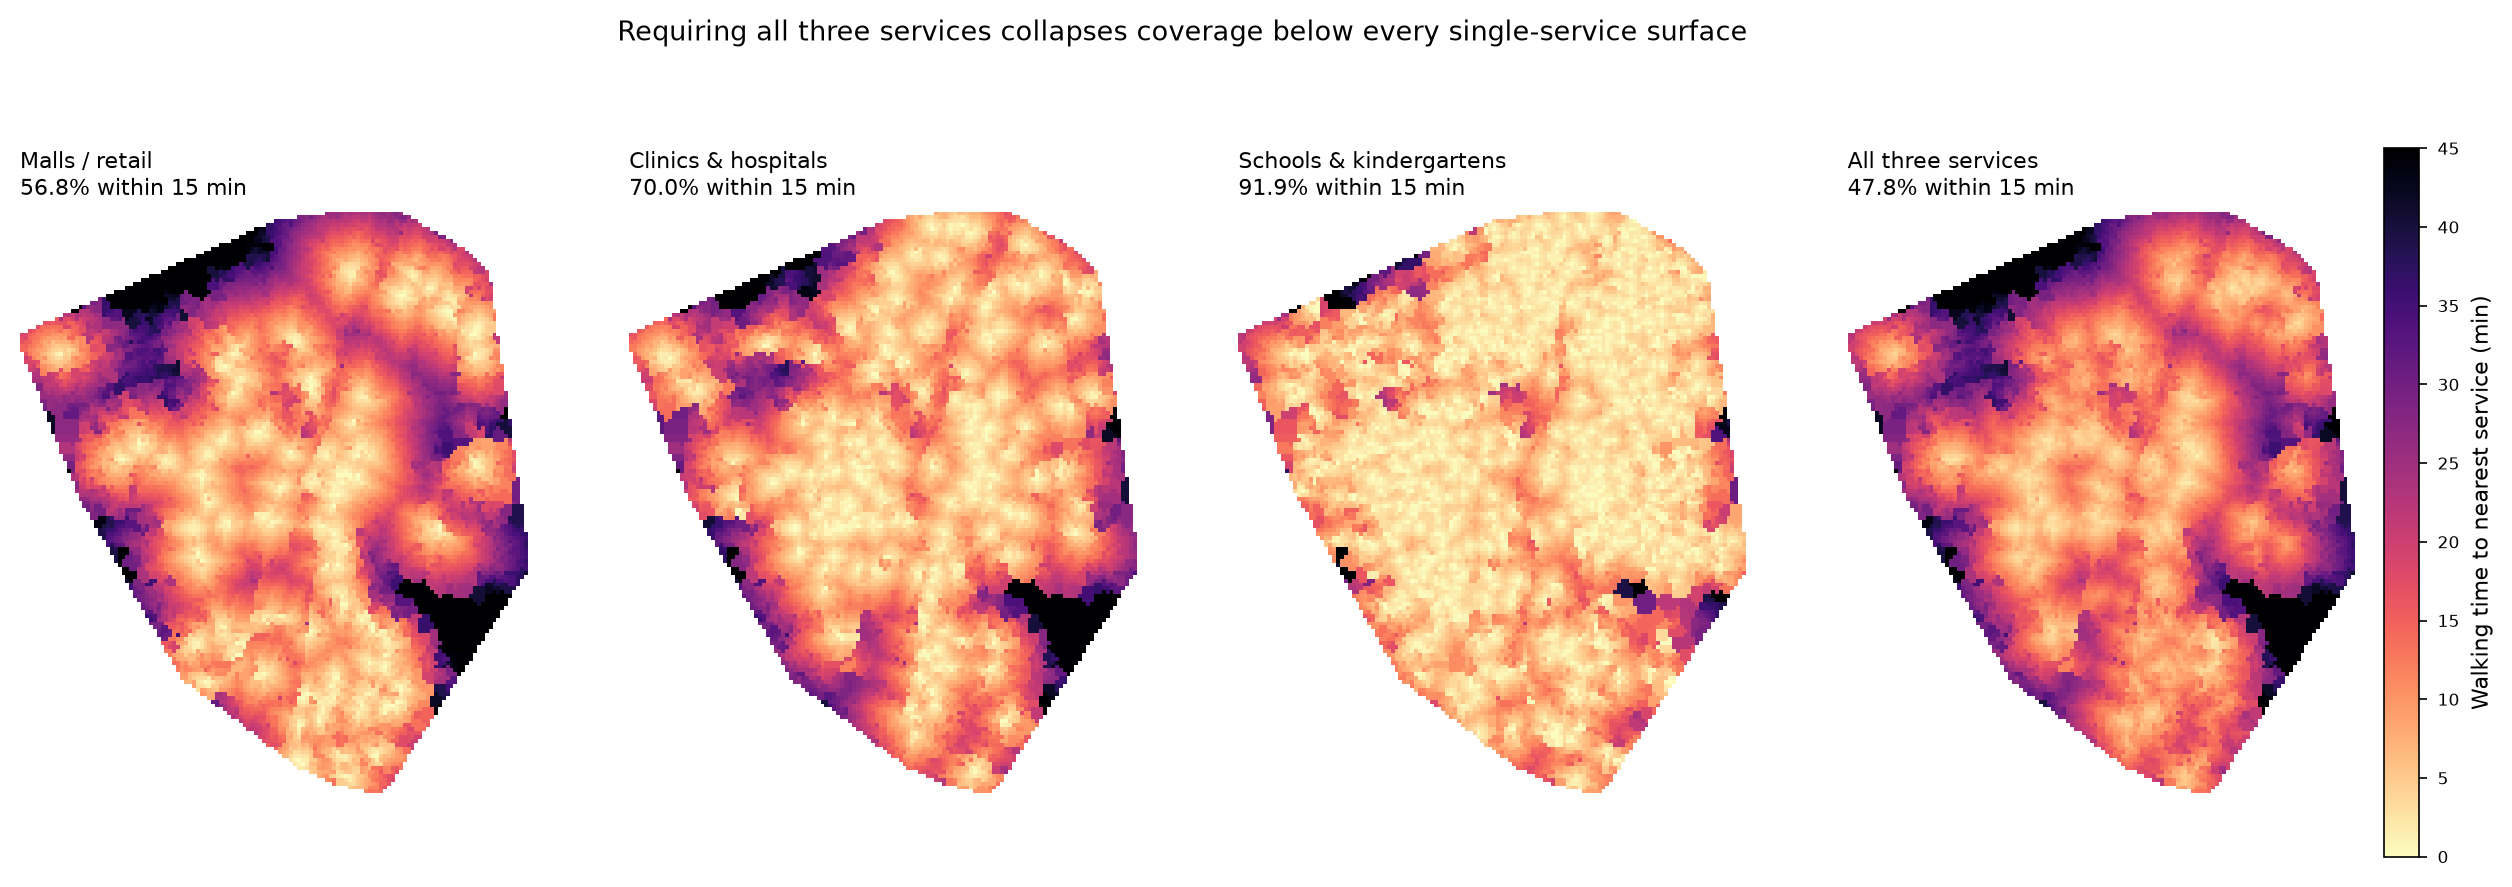 Requiring all three services collapses coverage below every single-service surface
Malls / retail
56.8% within 15 min
Clinics & hospitals
70.0% within 15 min
Schools & kindergartens
91.9% within 15 min
All three services
47.8% within 15 min
45
40
35
30
25
20
15
10
5
0
Walking time to nearest service (min)